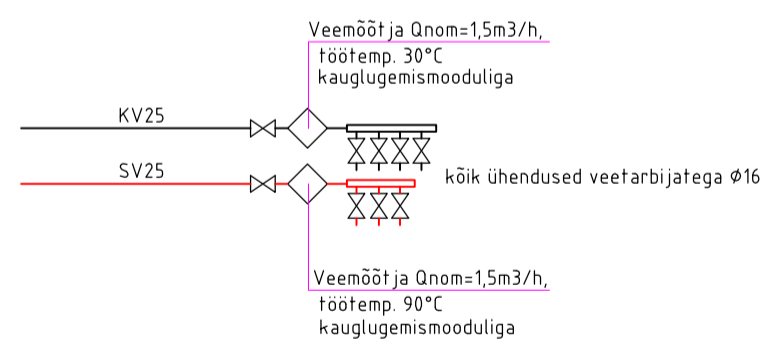 Veemõõtja Qnom=1,5m3/h,
töötemp. 30°C
kauglugemismooduliga
KV25
SV25
kõik ühendused veetarbijatega Ø16
Veemõõtja Qnom=1,5m3/h,
töötemp. 90°C
kauglugemismooduliga